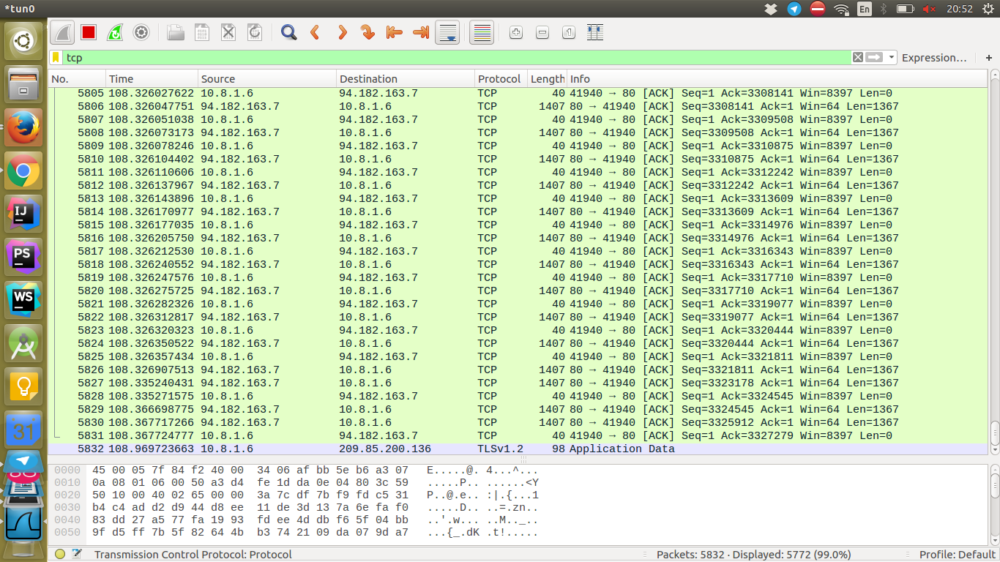 *tun0 En 20:52
tcp Expression… +
No. Time Source Destination Protocol Length Info
5805 108.326027622 10.8.1.6 94.182.163.7 TCP 40 41940 → 80 [ACK] Seq=1 Ack=3308141 Win=8397 Len=0
5806 108.326047751 94.182.163.7 10.8.1.6 TCP 1407 80 → 41940 [ACK] Seq=3308141 Ack=1 Win=64 Len=1367
5807 108.326051038 10.8.1.6 94.182.163.7 TCP 40 41940 → 80 [ACK] Seq=1 Ack=3309508 Win=8397 Len=0
5808 108.326073173 94.182.163.7 10.8.1.6 TCP 1407 80 → 41940 [ACK] Seq=3309508 Ack=1 Win=64 Len=1367
5809 108.326078246 10.8.1.6 94.182.163.7 TCP 40 41940 → 80 [ACK] Seq=1 Ack=3310875 Win=8397 Len=0
5810 108.326104402 94.182.163.7 10.8.1.6 TCP 1407 80 → 41940 [ACK] Seq=3310875 Ack=1 Win=64 Len=1367
5811 108.326110606 10.8.1.6 94.182.163.7 TCP 40 41940 → 80 [ACK] Seq=1 Ack=3312242 Win=8397 Len=0
5812 108.326137967 94.182.163.7 10.8.1.6 TCP 1407 80 → 41940 [ACK] Seq=3312242 Ack=1 Win=64 Len=1367
5813 108.326143896 10.8.1.6 94.182.163.7 TCP 40 41940 → 80 [ACK] Seq=1 Ack=3313609 Win=8397 Len=0
5814 108.326170977 94.182.163.7 10.8.1.6 TCP 1407 80 → 41940 [ACK] Seq=3313609 Ack=1 Win=64 Len=1367
5815 108.326177035 10.8.1.6 94.182.163.7 TCP 40 41940 → 80 [ACK] Seq=1 Ack=3314976 Win=8397 Len=0
5816 108.326205750 94.182.163.7 10.8.1.6 TCP 1407 80 → 41940 [ACK] Seq=3314976 Ack=1 Win=64 Len=1367
5817 108.326212530 10.8.1.6 94.182.163.7 TCP 40 41940 → 80 [ACK] Seq=1 Ack=3316343 Win=8397 Len=0
5818 108.326240552 94.182.163.7 10.8.1.6 TCP 1407 80 → 41940 [ACK] Seq=3316343 Ack=1 Win=64 Len=1367
5819 108.326247576 10.8.1.6 94.182.163.7 TCP 40 41940 → 80 [ACK] Seq=1 Ack=3317710 Win=8397 Len=0
5820 108.326275725 94.182.163.7 10.8.1.6 TCP 1407 80 → 41940 [ACK] Seq=3317710 Ack=1 Win=64 Len=1367
5821 108.326282326 10.8.1.6 94.182.163.7 TCP 40 41940 → 80 [ACK] Seq=1 Ack=3319077 Win=8397 Len=0
5822 108.326312817 94.182.163.7 10.8.1.6 TCP 1407 80 → 41940 [ACK] Seq=3319077 Ack=1 Win=64 Len=1367
5823 108.326320323 10.8.1.6 94.182.163.7 TCP 40 41940 → 80 [ACK] Seq=1 Ack=3320444 Win=8397 Len=0
5824 108.326350522 94.182.163.7 10.8.1.6 TCP 1407 80 → 41940 [ACK] Seq=3320444 Ack=1 Win=64 Len=1367
5825 108.326357434 10.8.1.6 94.182.163.7 TCP 40 41940 → 80 [ACK] Seq=1 Ack=3321811 Win=8397 Len=0
5826 108.326907513 94.182.163.7 10.8.1.6 TCP 1407 80 → 41940 [ACK] Seq=3321811 Ack=1 Win=64 Len=1367
5827 108.335240431 94.182.163.7 10.8.1.6 TCP 1407 80 → 41940 [ACK] Seq=3323178 Ack=1 Win=64 Len=1367
5828 108.335271575 10.8.1.6 94.182.163.7 TCP 40 41940 → 80 [ACK] Seq=1 Ack=3324545 Win=8397 Len=0
5829 108.366698775 94.182.163.7 10.8.1.6 TCP 1407 80 → 41940 [ACK] Seq=3324545 Ack=1 Win=64 Len=1367
5830 108.367717266 94.182.163.7 10.8.1.6 TCP 1407 80 → 41940 [ACK] Seq=3325912 Ack=1 Win=64 Len=1367
5831 108.367724777 10.8.1.6 94.182.163.7 TCP 40 41940 → 80 [ACK] Seq=1 Ack=3327279 Win=8397 Len=0
5832 108.969723663 10.8.1.6 209.85.200.136 TLSv1.2 98 Application Data
0000 45 00 05 7f 84 f2 40 00 34 06 af bb 5e b6 a3 07 E.....@. 4...^...
0010 0a 08 01 06 00 50 a3 d4 fe 1d da 0e 04 80 3c 59 .....P.. ......<Y
0020 50 10 00 40 02 65 00 00 3a 7c df 7b f9 fd c5 31 P..@.e.. :|.{...1
0030 b4 c4 ad d2 d9 44 d8 ee 11 de 3d 13 7a 6e fa f0 .....D.. ..=.zn..
0040 83 dd 27 a5 77 fa 19 93 fd ee 4d db f6 5f 04 bb ..'.w... ..M.._..
0050 9f d5 ff 7b 5f 82 64 4b b3 74 21 09 da 07 9d a7 ...{_.dK .t!.....
Transmission Control Protocol: Protocol Packets: 5832 · Displayed: 5772 (99.0%) Profile: Default
IJ
PS
WS
31